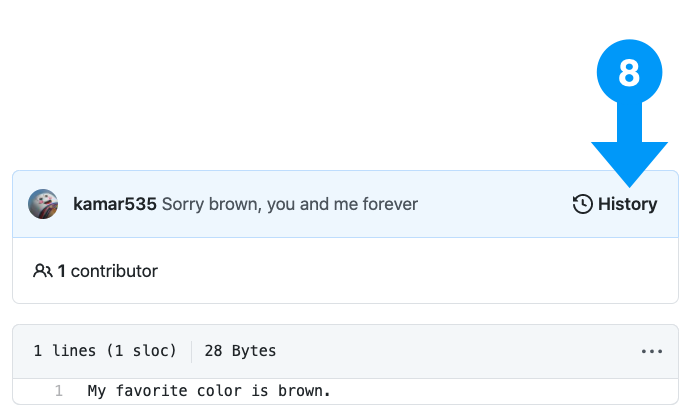 8
kamar535 Sorry brown, you and me forever History
1 contributor
1 lines (1 sloc) 28 Bytes
1 My favorite color is brown.